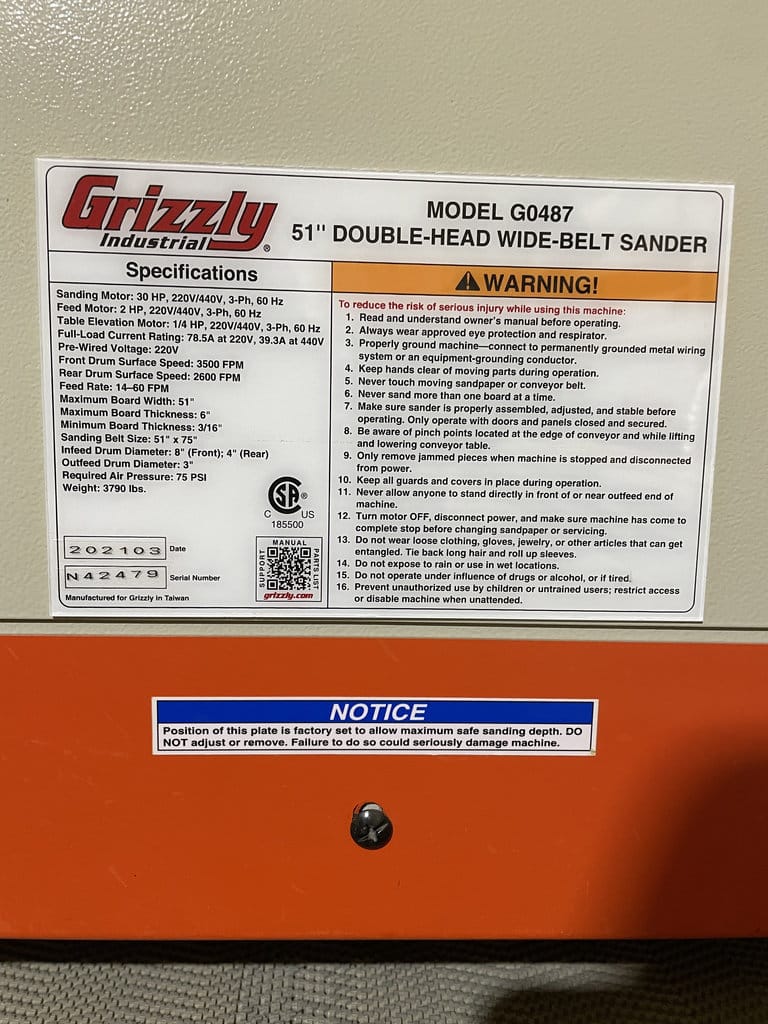 Grizzly
Industrial®
MODEL G0487
51" DOUBLE-HEAD WIDE-BELT SANDER
Specifications
Sanding Motor: 30 HP, 220V/440V, 3-Ph, 60 Hz
Feed Motor: 2 HP, 220V/440V, 3-Ph, 60 Hz
Table Elevation Motor: 1/4 HP, 220V/440V, 3-Ph, 60 Hz
Full-Load Current Rating: 78.5A at 220V, 39.3A at 440V
Pre-Wired Voltage: 220V
Front Drum Surface Speed: 3500 FPM
Rear Drum Surface Speed: 2600 FPM
Feed Rate: 14–60 FPM
Maximum Board Width: 51"
Maximum Board Thickness: 6"
Minimum Board Thickness: 3/16"
Sanding Belt Size: 51" x 75"
Infeed Drum Diameter: 8" (Front); 4" (Rear)
Outfeed Drum Diameter: 3"
Required Air Pressure: 75 PSI
Weight: 3790 lbs.
SA®
C US
185500
202103 Date
N42479 Serial Number
Manufactured for Grizzly in Taiwan
MANUAL
SUPPORT
PARTS LIST
grizzly.com
WARNING!
To reduce the risk of serious injury while using this machine:
1. Read and understand owner's manual before operating.
2. Always wear approved eye protection and respirator.
3. Properly ground machine—connect to permanently grounded metal wiring
system or an equipment-grounding conductor.
4. Keep hands clear of moving parts during operation.
5. Never touch moving sandpaper or conveyor belt.
6. Never sand more than one board at a time.
7. Make sure sander is properly assembled, adjusted, and stable before
operating. Only operate with doors and panels closed and secured.
8. Be aware of pinch points located at the edge of conveyor and while lifting
and lowering conveyor table.
9. Only remove jammed pieces when machine is stopped and disconnected
from power.
10. Keep all guards and covers in place during operation.
11. Never allow anyone to stand directly in front of or near outfeed end of
machine.
12. Turn motor OFF, disconnect power, and make sure machine has come to
complete stop before changing sandpaper or servicing.
13. Do not wear loose clothing, gloves, jewelry, or other articles that can get
entangled. Tie back long hair and roll up sleeves.
14. Do not expose to rain or use in wet locations.
15. Do not operate under influence of drugs or alcohol, or if tired.
16. Prevent unauthorized use by children or untrained users; restrict access
or disable machine when unattended.
NOTICE
Position of this plate is factory set to allow maximum safe sanding depth. DO
NOT adjust or remove. Failure to do so could seriously damage machine.